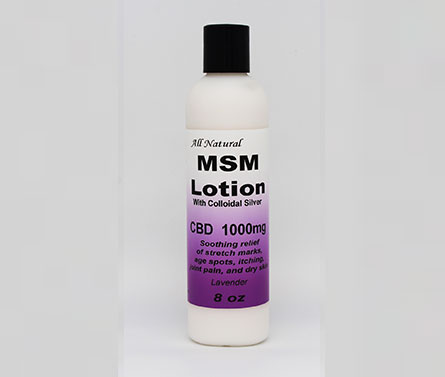 All Natural
MSM
Lotion
With Colloidal Silver
CBD 1000mg
Soothing relief
of stretch marks,
age spots, itching,
joint pain, and dry skin
Lavender
8 oz